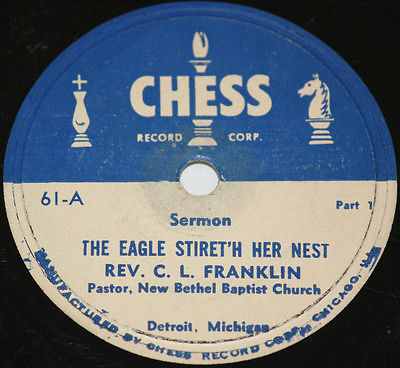 CHESS
RECORD CORP.
61-A
Part 1
Sermon
THE EAGLE STIRET'H HER NEST
REV. C. L. FRANKLIN
Pastor, New Bethel Baptist Church
Detroit, Michigan
MANUFACTURED BY CHESS RECORD CORP. CHICAGO,